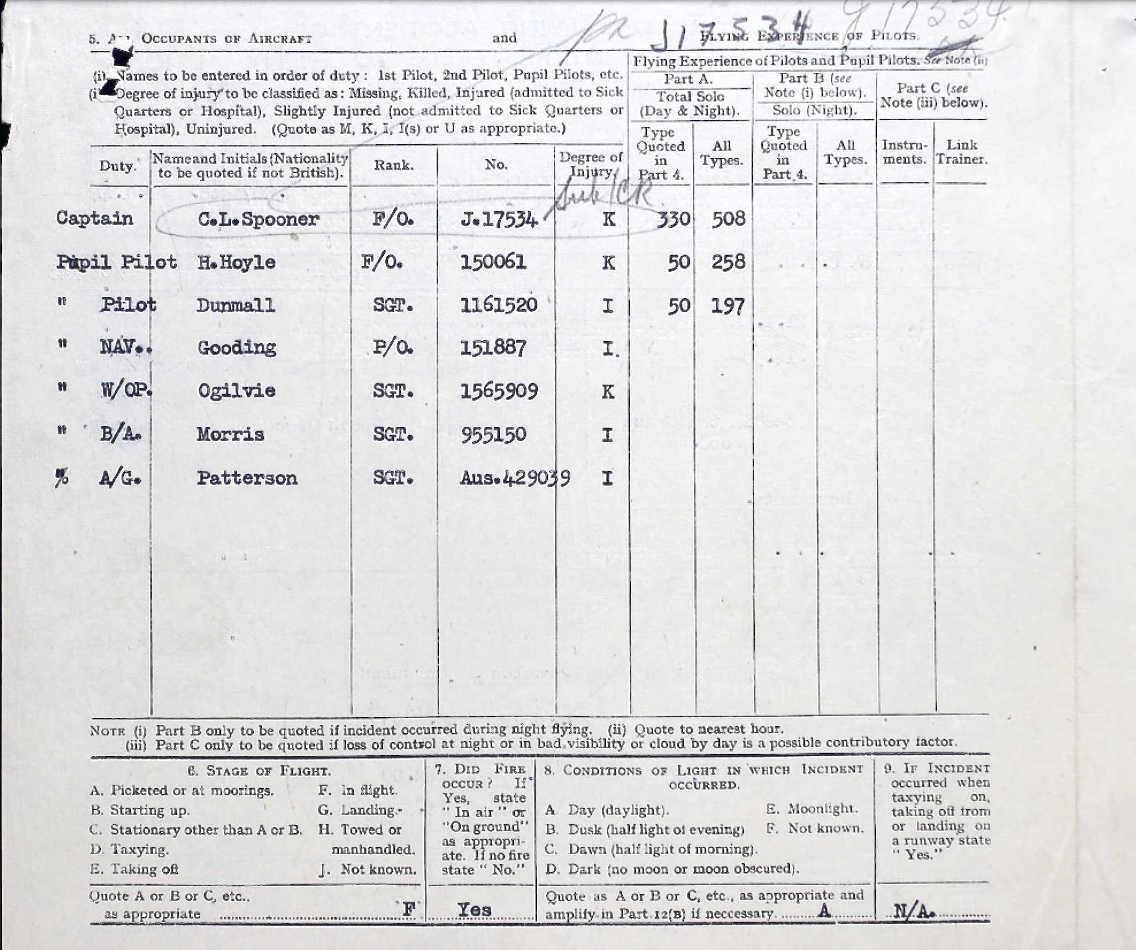 J17534 J17534
5. OCCUPANTS OF AIRCRAFT and FLYING EXPERIENCE OF PILOTS.
(i) Names to be entered in order of duty : 1st Pilot, 2nd Pilot, Pupil Pilots, etc.
Degree of injury to be classified as : Missing, Killed, Injured (admitted to Sick
Quarters or Hospital), Slightly Injured (not admitted to Sick Quarters or
Hospital), Uninjured. (Quote as M, K, I, I(s) or U as appropriate.)
Flying Experience of Pilots and Pupil Pilots. See Note (ii)
Part A.
Total Solo
(Day & Night).
Part B (see
Note (i) below).
Solo (Night).
Part C (see
Note (iii) below).
Duty.
Name and Initials (Nationality
to be quoted if not British).
Rank.
No.
Degree of
Injury.
Type
Quoted
in
Part 4.
All
Types.
Type
Quoted
in
Part 4.
All
Types.
Instru-
ments.
Link
Trainer.
Captain C.L.Spooner F/O. J.17534 K 330 508
Pupil Pilot H.Hoyle F/O. 150061 K 50 258
" Pilot Dunmall SGT. 1161520 I 50 197
" NAV.. Gooding P/O. 151887 I.
" W/OP. Ogilvie SGT. 1565909 K
" B/A. Morris SGT. 955150 I
% A/G. Patterson SGT. Aus.429039 I
NOTE (i) Part B only to be quoted if incident occurred during night flying. (ii) Quote to nearest hour.
(iii) Part C only to be quoted if loss of control at night or in bad visibility or cloud by day is a possible contributory factor.
6. STAGE OF FLIGHT.
A. Picketed or at moorings. F. In flight.
B. Starting up. G. Landing.
C. Stationary other than A or B. H. Towed or
D. Taxying. manhandled.
E. Taking off J. Not known.
Quote A or B or C, etc.,
as appropriate F
7. DID FIRE
OCCUR? If
Yes, state
" In air " or
"On ground"
as appropri-
ate. If no fire
state " No."
Yes
8. CONDITIONS OF LIGHT IN WHICH INCIDENT
OCCURRED.
A. Day (daylight). E. Moonlight.
B. Dusk (half light of evening) F. Not known.
C. Dawn (half light of morning).
D. Dark (no moon or moon obscured).
Quote as A or B or C, etc., as appropriate and
amplify in Part 12(B) if neccessary. A
9. IF INCIDENT
occurred when
taxying on,
taking off from
or landing on
a runway state
" Yes."
N/A.